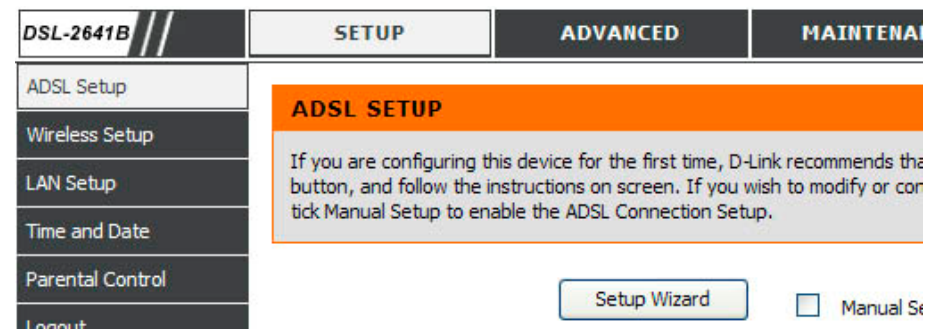 DSL-2641B SETUP ADVANCED
ADSL Setup
Wireless Setup
LAN Setup
Time and Date
Parental Control
Logout
ADSL SETUP
If you are configuring this device for the first time, D-Link recommends
button, and follow the instructions on screen. If you wish to modify or
tick Manual Setup to enable the ADSL Connection Setup.
Setup Wizard Manual